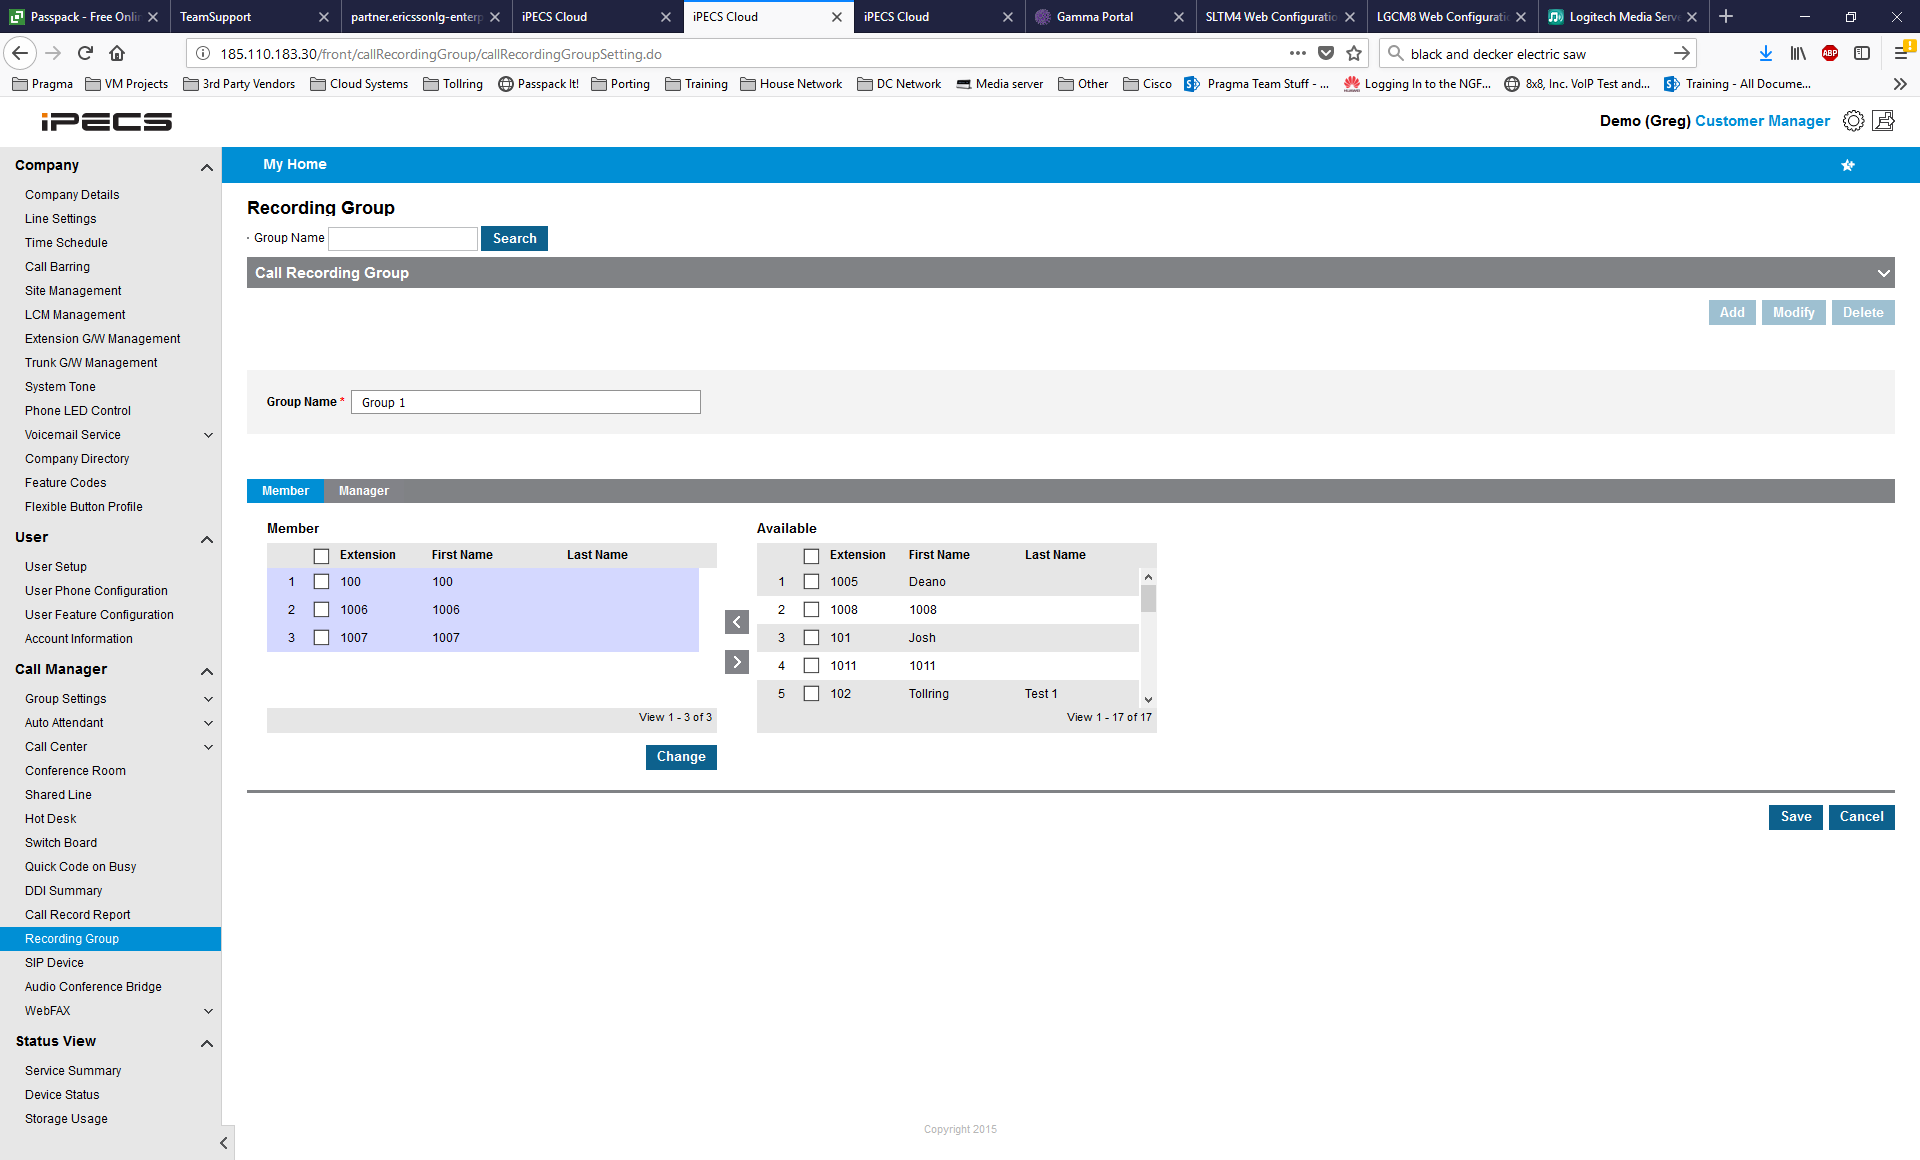 Passpack - Free Onlin
TeamSupport
partner.ericssonlg-enterp
iPECS Cloud
iPECS Cloud
iPECS Cloud
Gamma Portal
SLTM4 Web Configuratio
LGCM8 Web Configurati
Logitech Media Serv
185.110.183.30/front/callRecordingGroup/callRecordingGroupSetting.do
black and decker electric saw
ABP
Pragma
VM Projects
3rd Party Vendors
Cloud Systems
Tollring
Passpack It!
Porting
Training
House Network
DC Network
Media server
Other
Cisco
Pragma Team Stuff - ...
Logging In to the NGF...
8x8, Inc. VoIP Test and...
Training - All Docume...
iPECS
Demo (Greg) Customer Manager
My Home
Company
Company Details
Line Settings
Time Schedule
Call Barring
Site Management
LCM Management
Extension G/W Management
Trunk G/W Management
System Tone
Phone LED Control
Voicemail Service
Company Directory
Feature Codes
Flexible Button Profile
User
User Setup
User Phone Configuration
User Feature Configuration
Account Information
Call Manager
Group Settings
Auto Attendant
Call Center
Conference Room
Shared Line
Hot Desk
Switch Board
Quick Code on Busy
DDI Summary
Call Record Report
Recording Group
SIP Device
Audio Conference Bridge
WebFAX
Status View
Service Summary
Device Status
Storage Usage
Recording Group
· Group Name
Search
Call Recording Group
Add Modify Delete
Group Name * Group 1
Member Manager
Member
Extension First Name Last Name
1 100 100
2 1006 1006
3 1007 1007
View 1 - 3 of 3
Change
Available
Extension First Name Last Name
1 1005 Deano
2 1008 1008
3 101 Josh
4 1011 1011
5 102 Tollring Test 1
View 1 - 17 of 17
Save Cancel
Copyright 2015